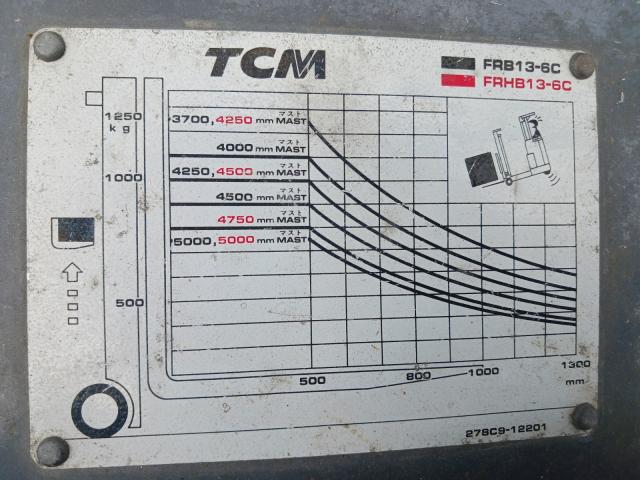 TCM
FRB13-6C
FRHB13-6C
1250
kg
1000
500
マスト
~3700,4250 mm MAST
マスト
4000 mm MAST
マスト
4250,4500 mm MAST
マスト
4500 mm MAST
マスト
4750 mm MAST
マスト
~5000,5000 mm MAST
500
800
1000
1300
mm
278C9-12201